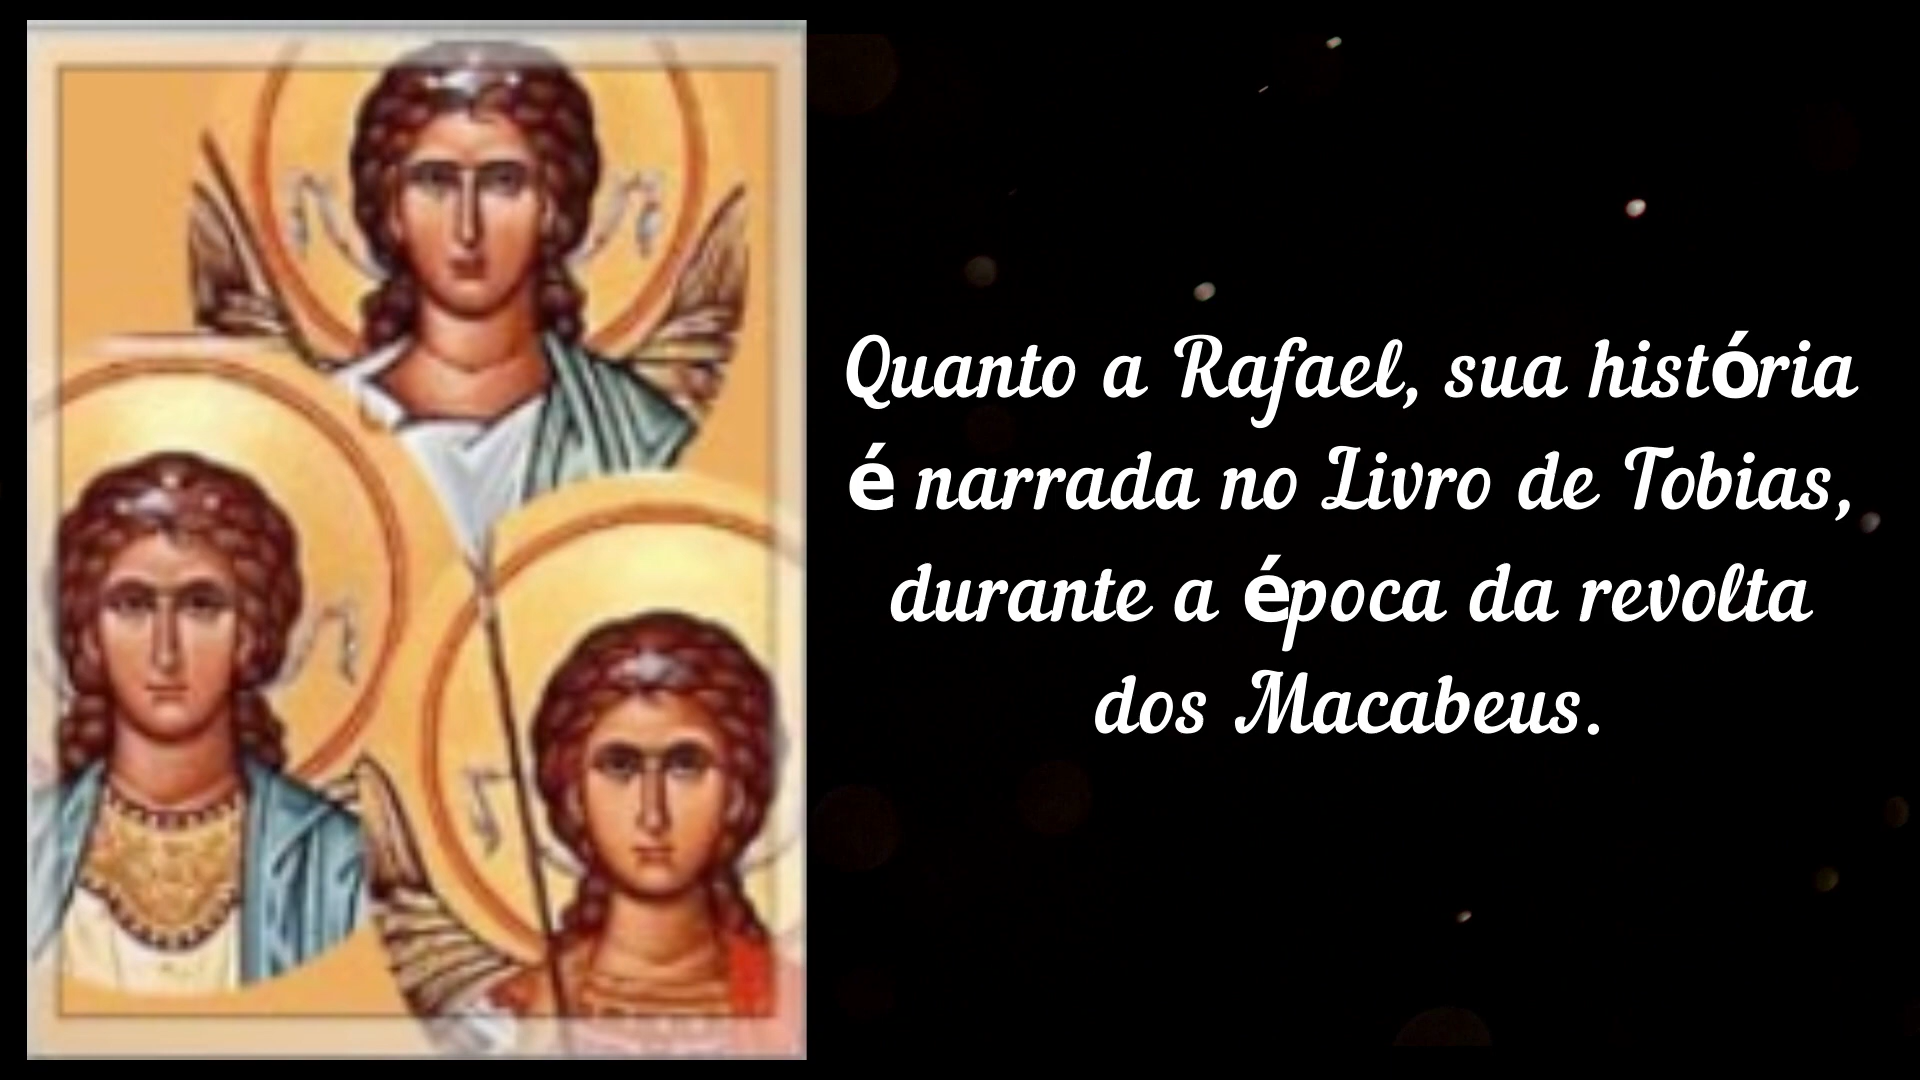 Quanto a Rafael, sua história
é narrada no Livro de Tobias,
durante a época da revolta
dos Macabeus.